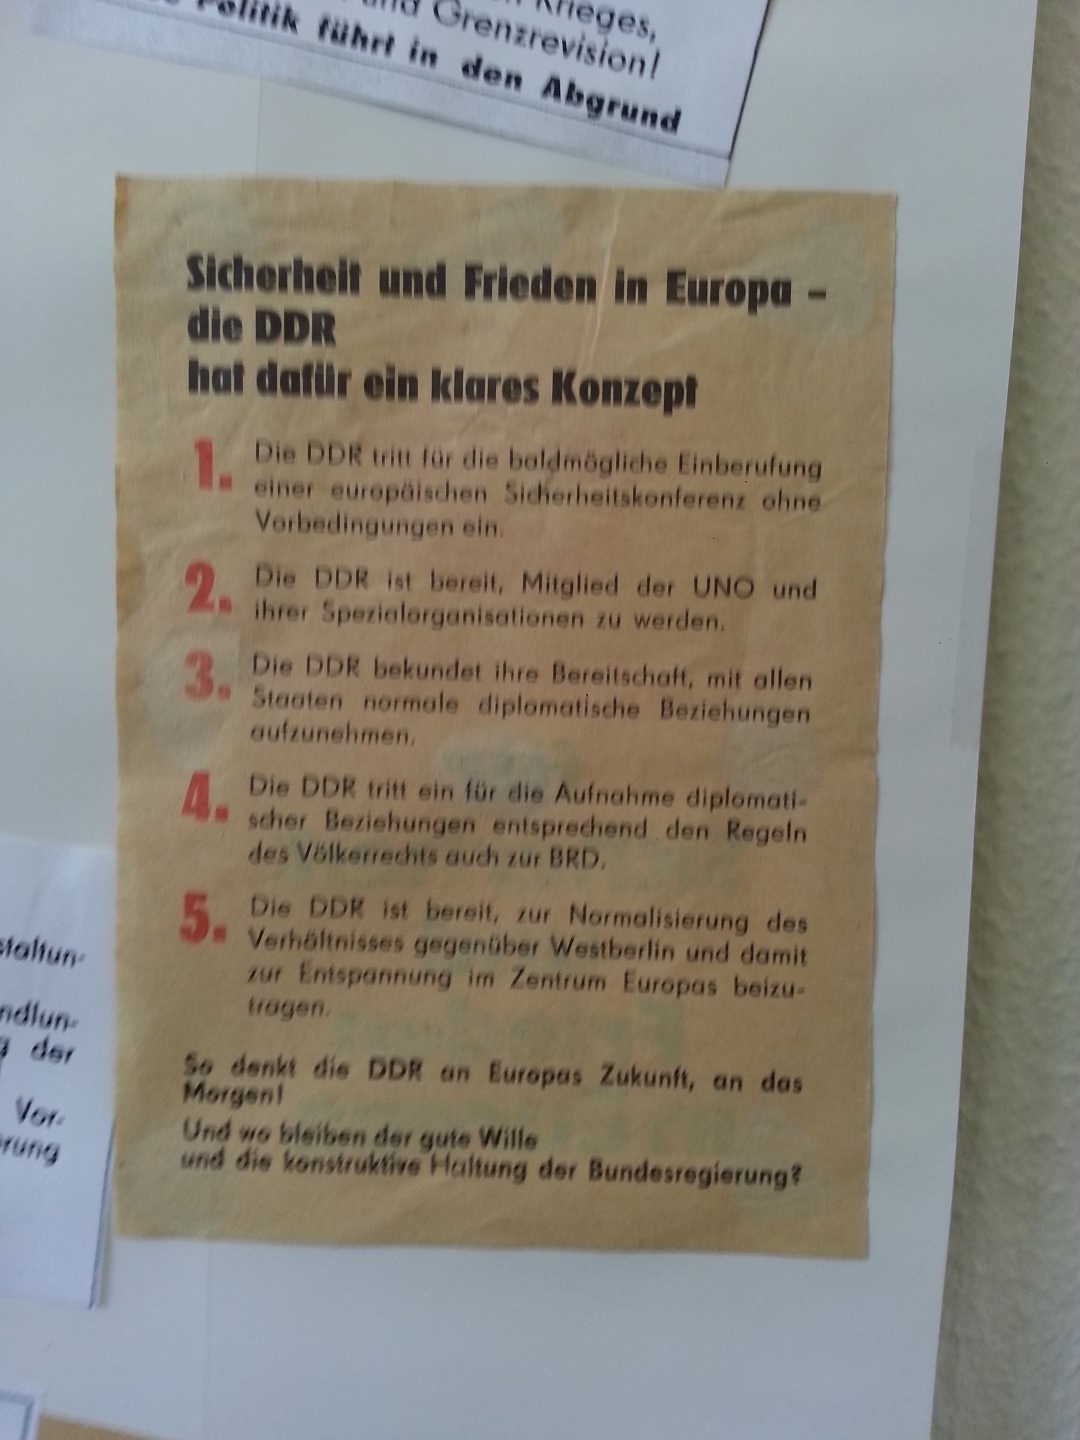 Krieges,
und Grenzrevision!
Politik führt in den Abgrund
Sicherheit und Frieden in Europa –
die DDR
hat dafür ein klares Konzept
1. Die DDR tritt für die baldmögliche Einberufung
einer europäischen Sicherheitskonferenz ohne
Vorbedingungen ein.
2. Die DDR ist bereit, Mitglied der UNO und
ihrer Spezialorganisationen zu werden.
3. Die DDR bekundet ihre Bereitschaft, mit allen
Staaten normale diplomatische Beziehungen
aufzunehmen.
4. Die DDR tritt ein für die Aufnahme diplomati-
scher Beziehungen entsprechend den Regeln
des Völkerrechts auch zur BRD.
5. Die DDR ist bereit, zur Normalisierung des
Verhältnisses gegenüber Westberlin und damit
zur Entspannung im Zentrum Europas beizu-
tragen.
So denkt die DDR an Europas Zukunft, an das
Morgen!
Und wo bleiben der gute Wille
und die konstruktive Haltung der Bundesregierung?
der
Vor-